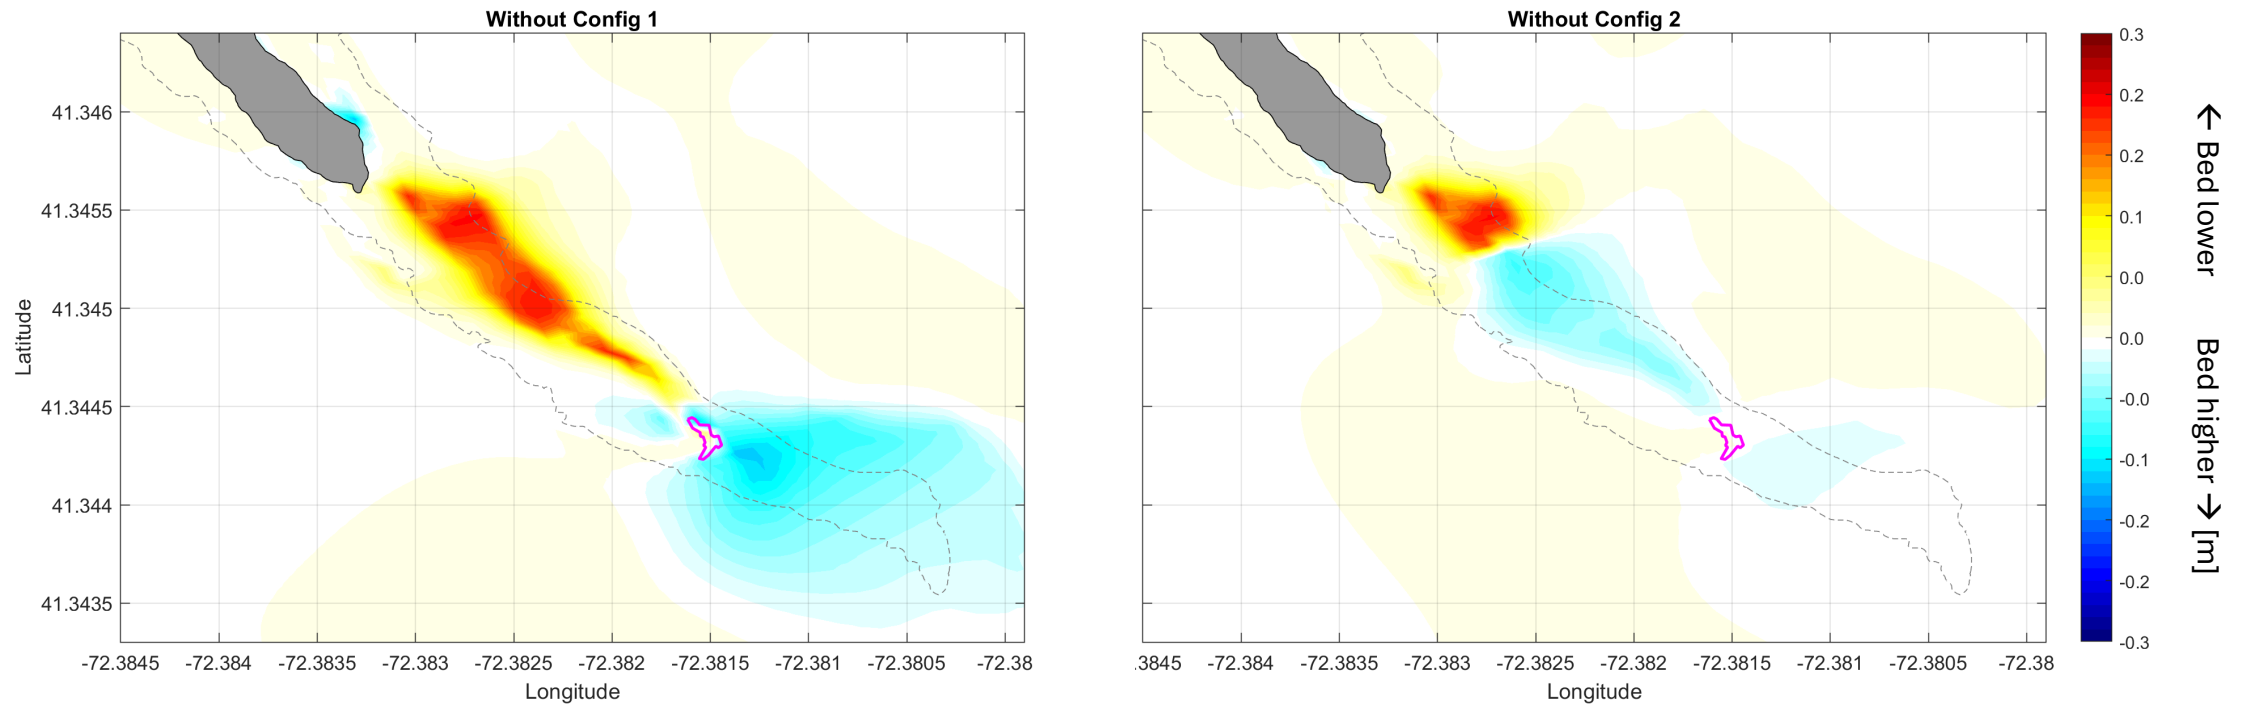 Without Config 1
Without Config 2
Latitude
41.346
41.3455
41.345
41.3445
41.344
41.3435
-72.3845 -72.384 -72.3835 -72.383 -72.3825 -72.382 -72.3815 -72.381 -72.3805 -72.38
Longitude
.3845 -72.384 -72.3835 -72.383 -72.3825 -72.382 -72.3815 -72.381 -72.3805 -72.38
Longitude
0.3
0.2
0.2
0.1
0.0
0.0
-0.0
-0.1
-0.2
-0.2
-0.3
← Bed lower Bed higher → [m]